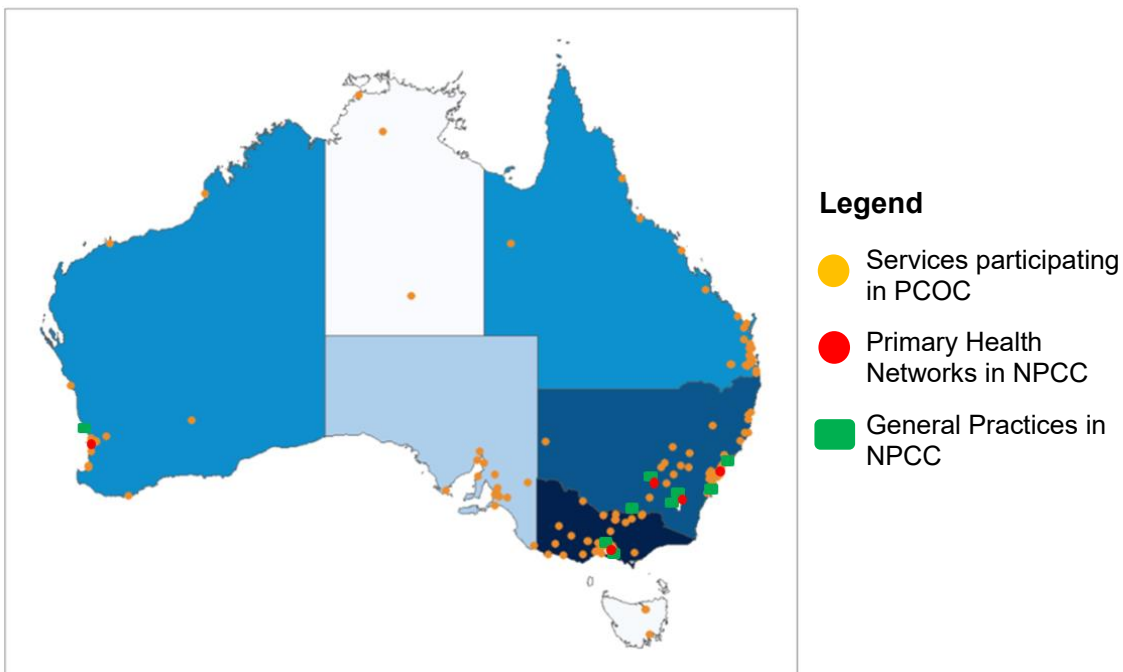 Legend
Services participating
in PCOC
Primary Health
Networks in NPCC
General Practices in
NPCC